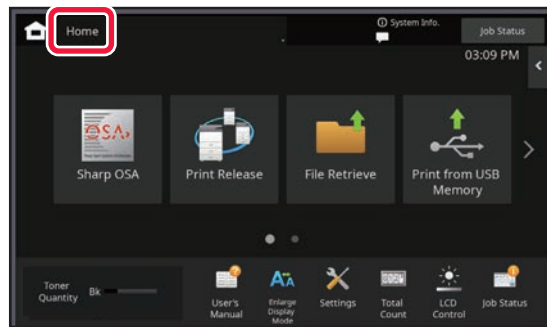 Home
System Info.
Job Status
03:09 PM
Sharp OSA
Print Release
File Retrieve
Print from USB
Memory
Toner
Quantity
Bk
User's
Manual
Enlarge
Display
Mode
Settings
Total
Count
LCD
Control
Job Status